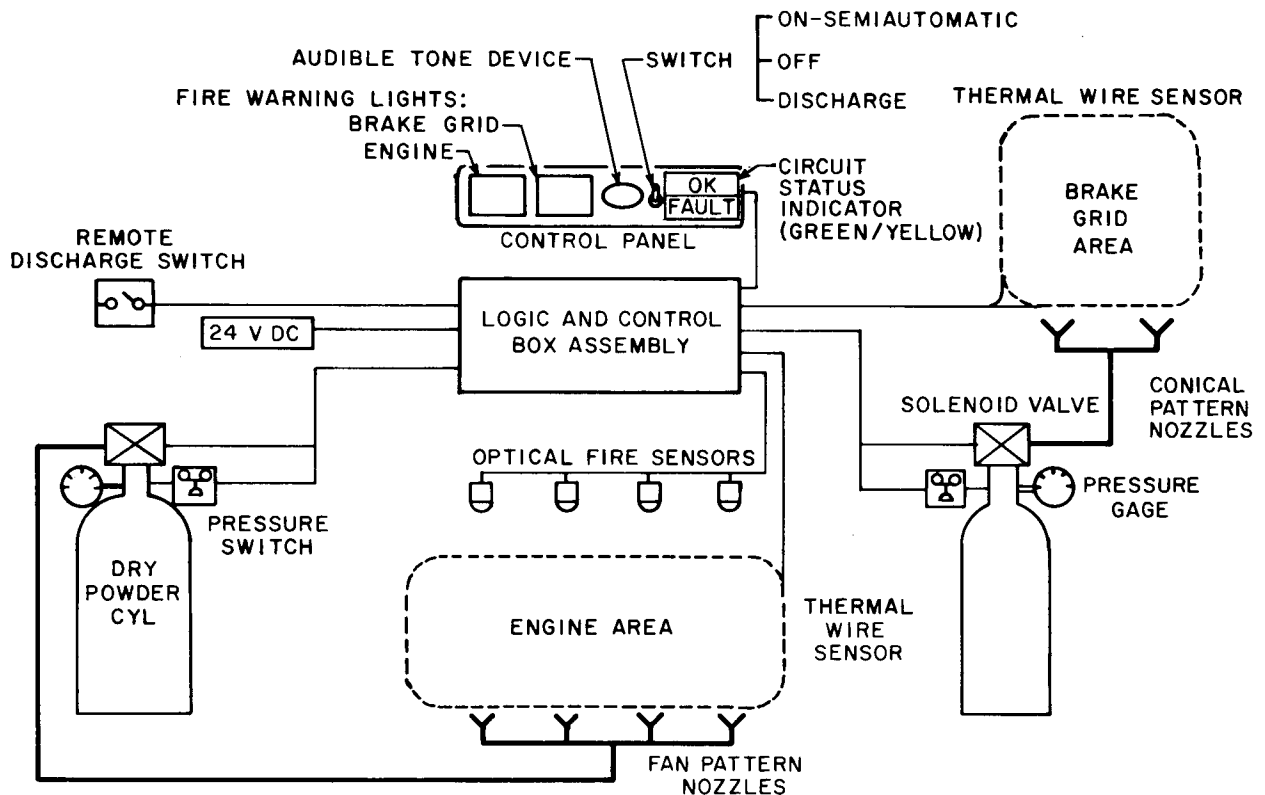 ON-SEMIAUTOMATIC
AUDIBLE TONE DEVICE
SWITCH
OFF
DISCHARGE
FIRE WARNING LIGHTS:
BRAKE GRID
ENGINE
THERMAL WIRE SENSOR
OK
FAULT
CIRCUIT
STATUS
INDICATOR
(GREEN/YELLOW)
CONTROL PANEL
BRAKE
GRID
AREA
REMOTE
DISCHARGE SWITCH
24 V DC
LOGIC AND CONTROL
BOX ASSEMBLY
SOLENOID VALVE
CONICAL
PATTERN
NOZZLES
OPTICAL FIRE SENSORS
PRESSURE
GAGE
PRESSURE
SWITCH
DRY
POWDER
CYL
ENGINE AREA
THERMAL
WIRE
SENSOR
FAN PATTERN
NOZZLES